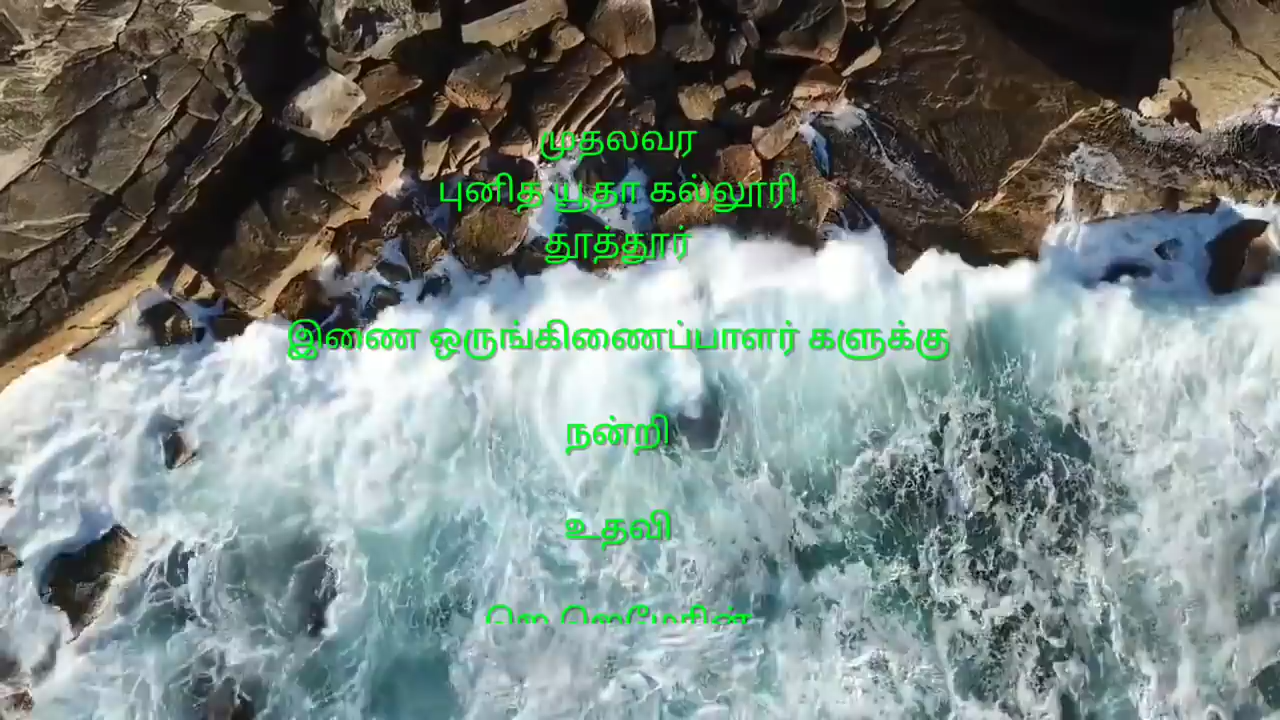 முதலவர
புனித யூதா கல்லூரி
தூத்தூர்
இணை ஒருங்கிணைப்பாளர் களுக்கு
நன்றி
உதவி
ஜெ ஜெமேரின்